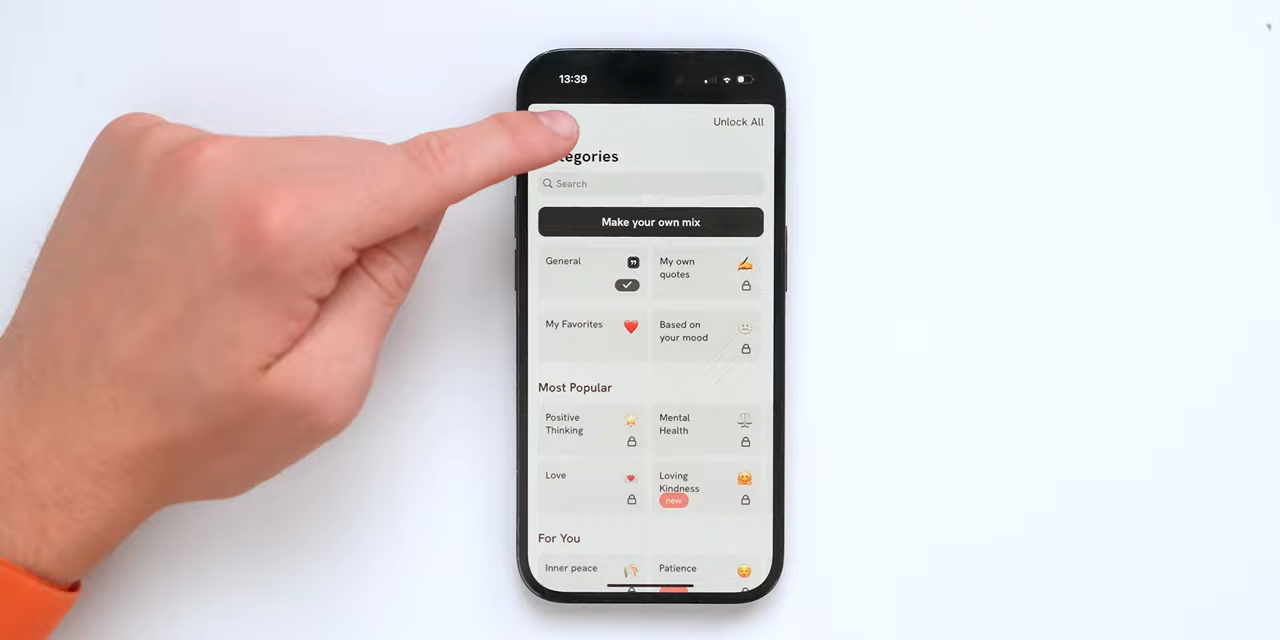 13:39
Unlock All
tegories
Search
Make your own mix
General
My own
quotes
My Favorites
Based on
your mood
Most Popular
Positive
Thinking
Mental
Health
Love
Loving
Kindness
new
For You
Inner peace
Patience